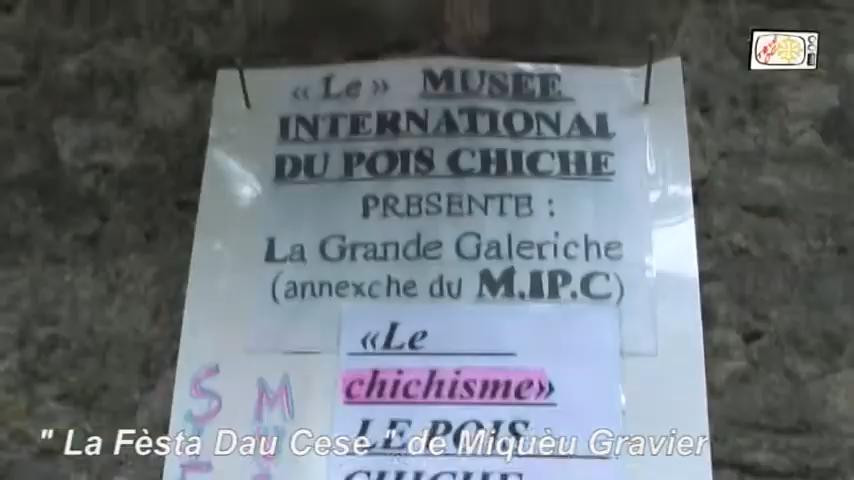 « Le » MUSEE
INTERNATIONAL
DU POIS CHICHE
PRESENTE :
La Grande Galeriche
(annexche du M.IP.C)
«Le
chichisme»
LE POIS
CHICHE
" La Fèsta Dau Cese " de Miquèu Gravier